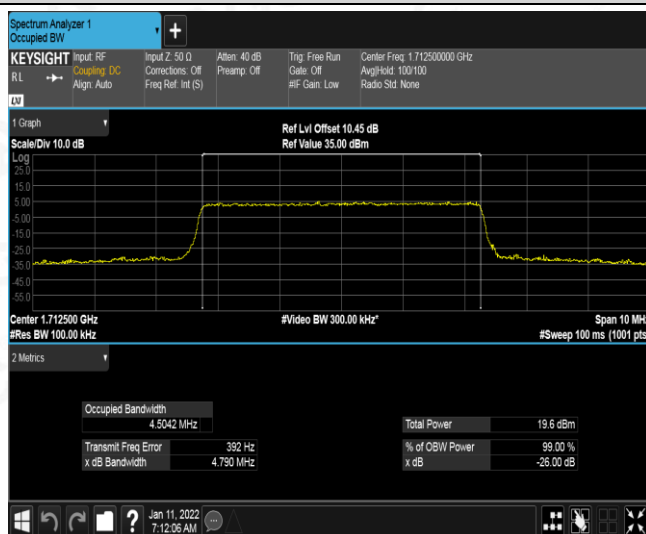 Spectrum Analyzer 1
Occupied BW
+
KEYSIGHT
R L
LXI
Input: RF
Coupling: DC
Align: Auto
Input Z: 50 Ω
Corrections: Off
Freq Ref: Int (S)
Atten: 40 dB
Preamp: Off
Trig: Free Run
Gate: Off
#IF Gain: Low
Center Freq: 1.712500000 GHz
Avg|Hold: 100/100
Radio Std: None
1 Graph
Scale/Div 10.0 dB
Ref Lvl Offset 10.45 dB
Ref Value 35.00 dBm
Log
25.0
15.0
5.00
-5.00
-15.0
-25.0
-35.0
-45.0
-55.0
Center 1.712500 GHz
#Res BW 100.00 kHz
#Video BW 300.00 kHz*
Span 10 MHz
#Sweep 100 ms (1001 pts)
2 Metrics
Occupied Bandwidth
4.5042 MHz
Transmit Freq Error 392 Hz
x dB Bandwidth 4.790 MHz
Total Power 19.6 dBm
% of OBW Power 99.00 %
x dB -26.00 dB
?
Jan 11, 2022
7:12:06 AM